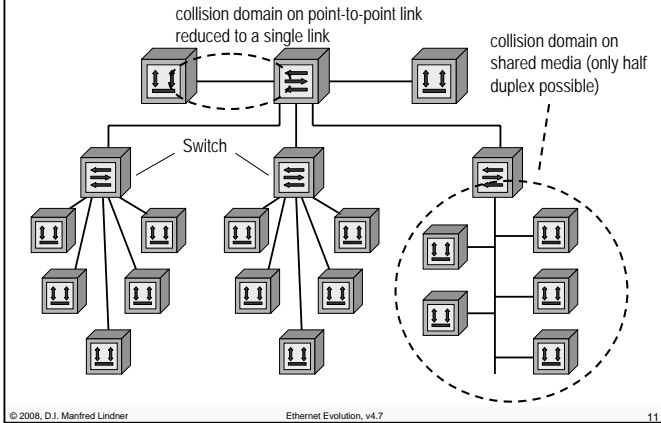 collision domain on point-to-point link
reduced to a single link
collision domain on
shared media (only half
duplex possible)
Switch
© 2008, D.I. Manfred Lindner
Ethernet Evolution, v4.7
11